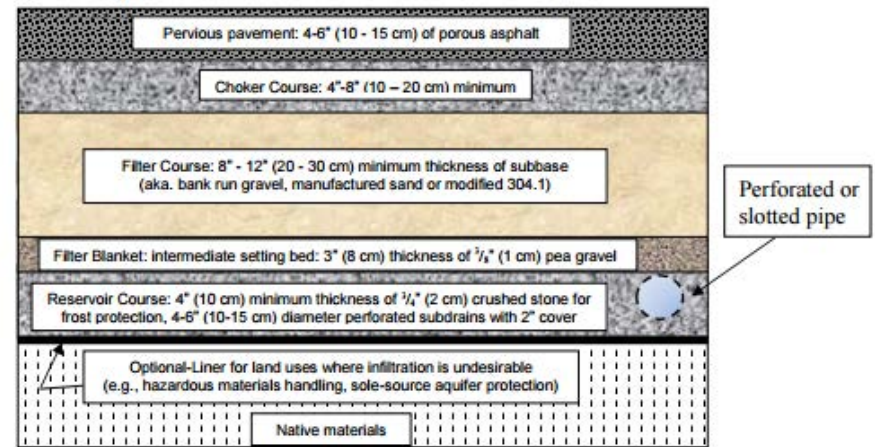 Pervious pavement: 4-6" (10 - 15 cm) of porous asphalt
Choker Course: 4"-8" (10 – 20 cm) minimum
Filter Course: 8" - 12" (20 - 30 cm) minimum thickness of subbase
(aka. bank run gravel, manufactured sand or modified 304.1)
Perforated or
slotted pipe
Filter Blanket: intermediate setting bed: 3" (8 cm) thickness of ³/₈" (1 cm) pea gravel
Reservoir Course: 4" (10 cm) minimum thickness of ³/₄" (2 cm) crushed stone for
frost protection, 4-6" (10-15 cm) diameter perforated subdrains with 2" cover
Optional-Liner for land uses where infiltration is undesirable
(e.g., hazardous materials handling, sole-source aquifer protection)
Native materials